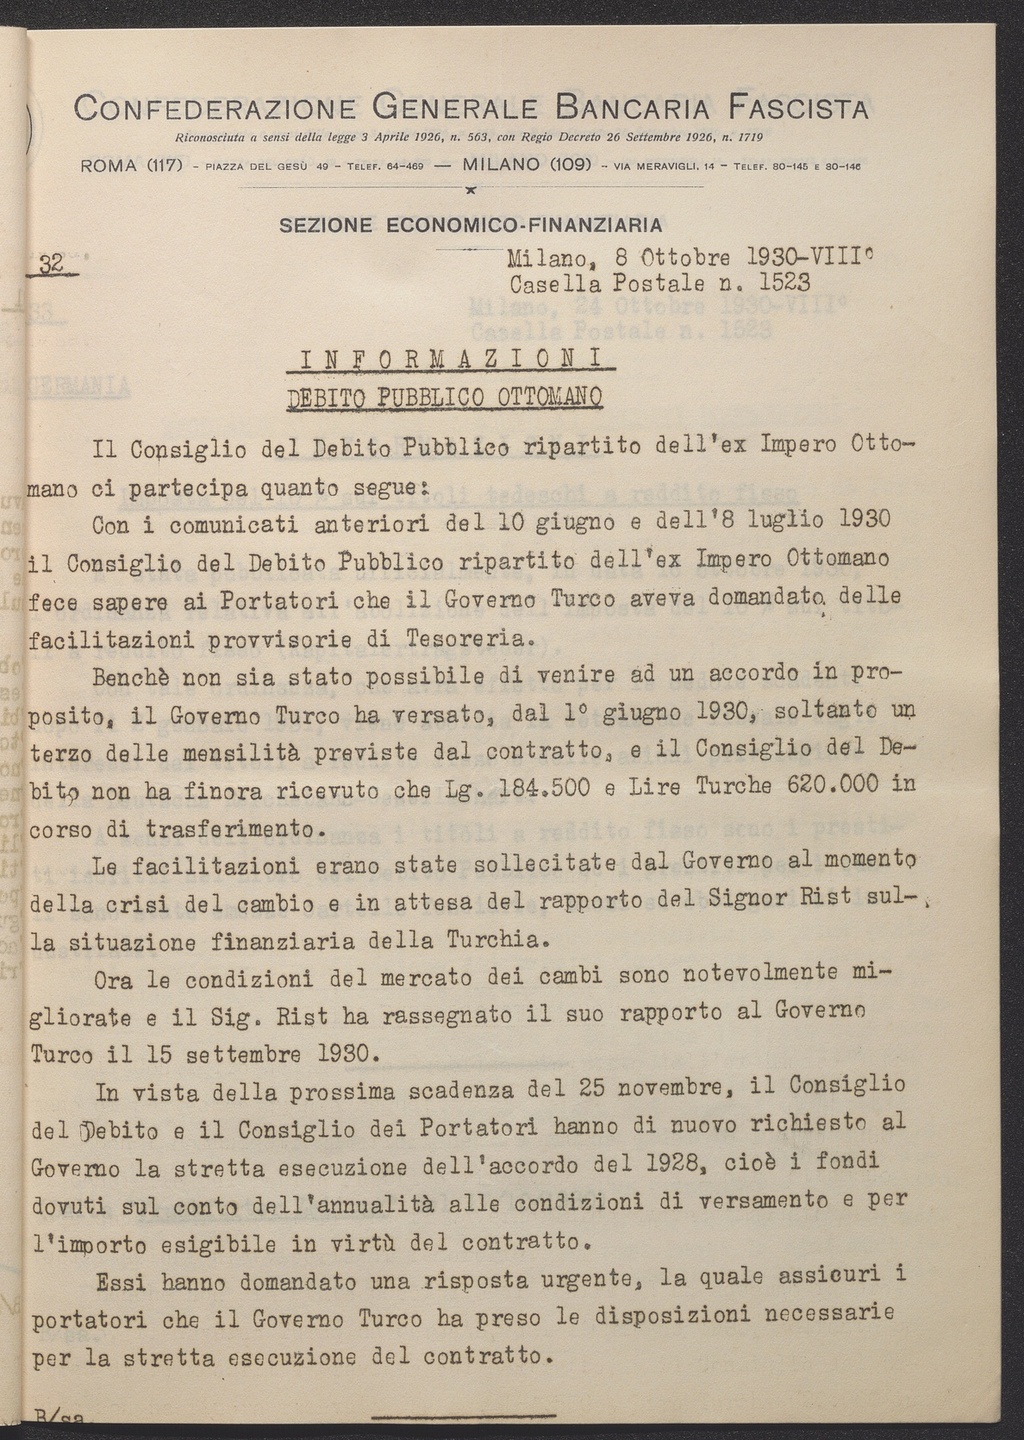 CONFEDERAZIONE GENERALE BANCARIA FASCISTA
Riconosciuta a sensi della legge 3 Aprile 1926, n. 563, con Regio Decreto 26 Settembre 1926, n. 1719
ROMA (117) - PIAZZA DEL GESÙ 49 - TELEF. 64-469 — MILANO (109) - VIA MERAVIGLI, 14 - TELEF. 80-145 E 80-146
SEZIONE ECONOMICO-FINANZIARIA
32
Milano, 8 Ottobre 1930-VIII°
Casella Postale n. 1523
INFORMAZIONI
DEBITO PUBBLICO OTTOMANO
Il Consiglio del Debito Pubblico ripartito dell'ex Impero Otto-
mano ci partecipa quanto segue:
Con i comunicati anteriori del 10 giugno e dell'8 luglio 1930
il Consiglio del Debito Pubblico ripartito dell'ex Impero Ottomano
fece sapere ai Portatori che il Governo Turco aveva domandato delle
facilitazioni provvisorie di Tesoreria.
Benchè non sia stato possibile di venire ad un accordo in pro-
posito, il Governo Turco ha versato, dal 1° giugno 1930, soltanto un
terzo delle mensilità previste dal contratto, e il Consiglio del De-
bito non ha finora ricevuto che Lg. 184.500 e Lire Turche 620.000 in
corso di trasferimento.
Le facilitazioni erano state sollecitate dal Governo al momento
della crisi del cambio e in attesa del rapporto del Signor Rist sul-
la situazione finanziaria della Turchia.
Ora le condizioni del mercato dei cambi sono notevolmente mi-
gliorate e il Sig. Rist ha rassegnato il suo rapporto al Governo
Turco il 15 settembre 1930.
In vista della prossima scadenza del 25 novembre, il Consiglio
del Debito e il Consiglio dei Portatori hanno di nuovo richiesto al
Governo la stretta esecuzione dell'accordo del 1928, cioè i fondi
dovuti sul conto dell'annualità alle condizioni di versamento e per
l'importo esigibile in virtù del contratto.
Essi hanno domandato una risposta urgente, la quale assicuri i
portatori che il Governo Turco ha preso le disposizioni necessarie
per la stretta esecuzione del contratto.
B/sa.